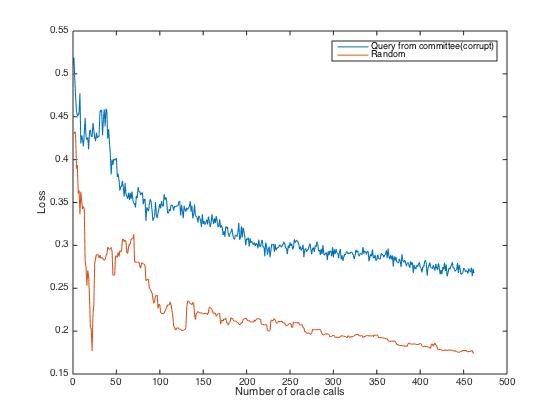 Query from committee(corrupt)
Random
0.55
0.5
0.45
0.4
0.35
0.3
0.25
0.2
0.15
Loss
0 50 100 150 200 250 300 350 400 450 500
Number of oracle calls